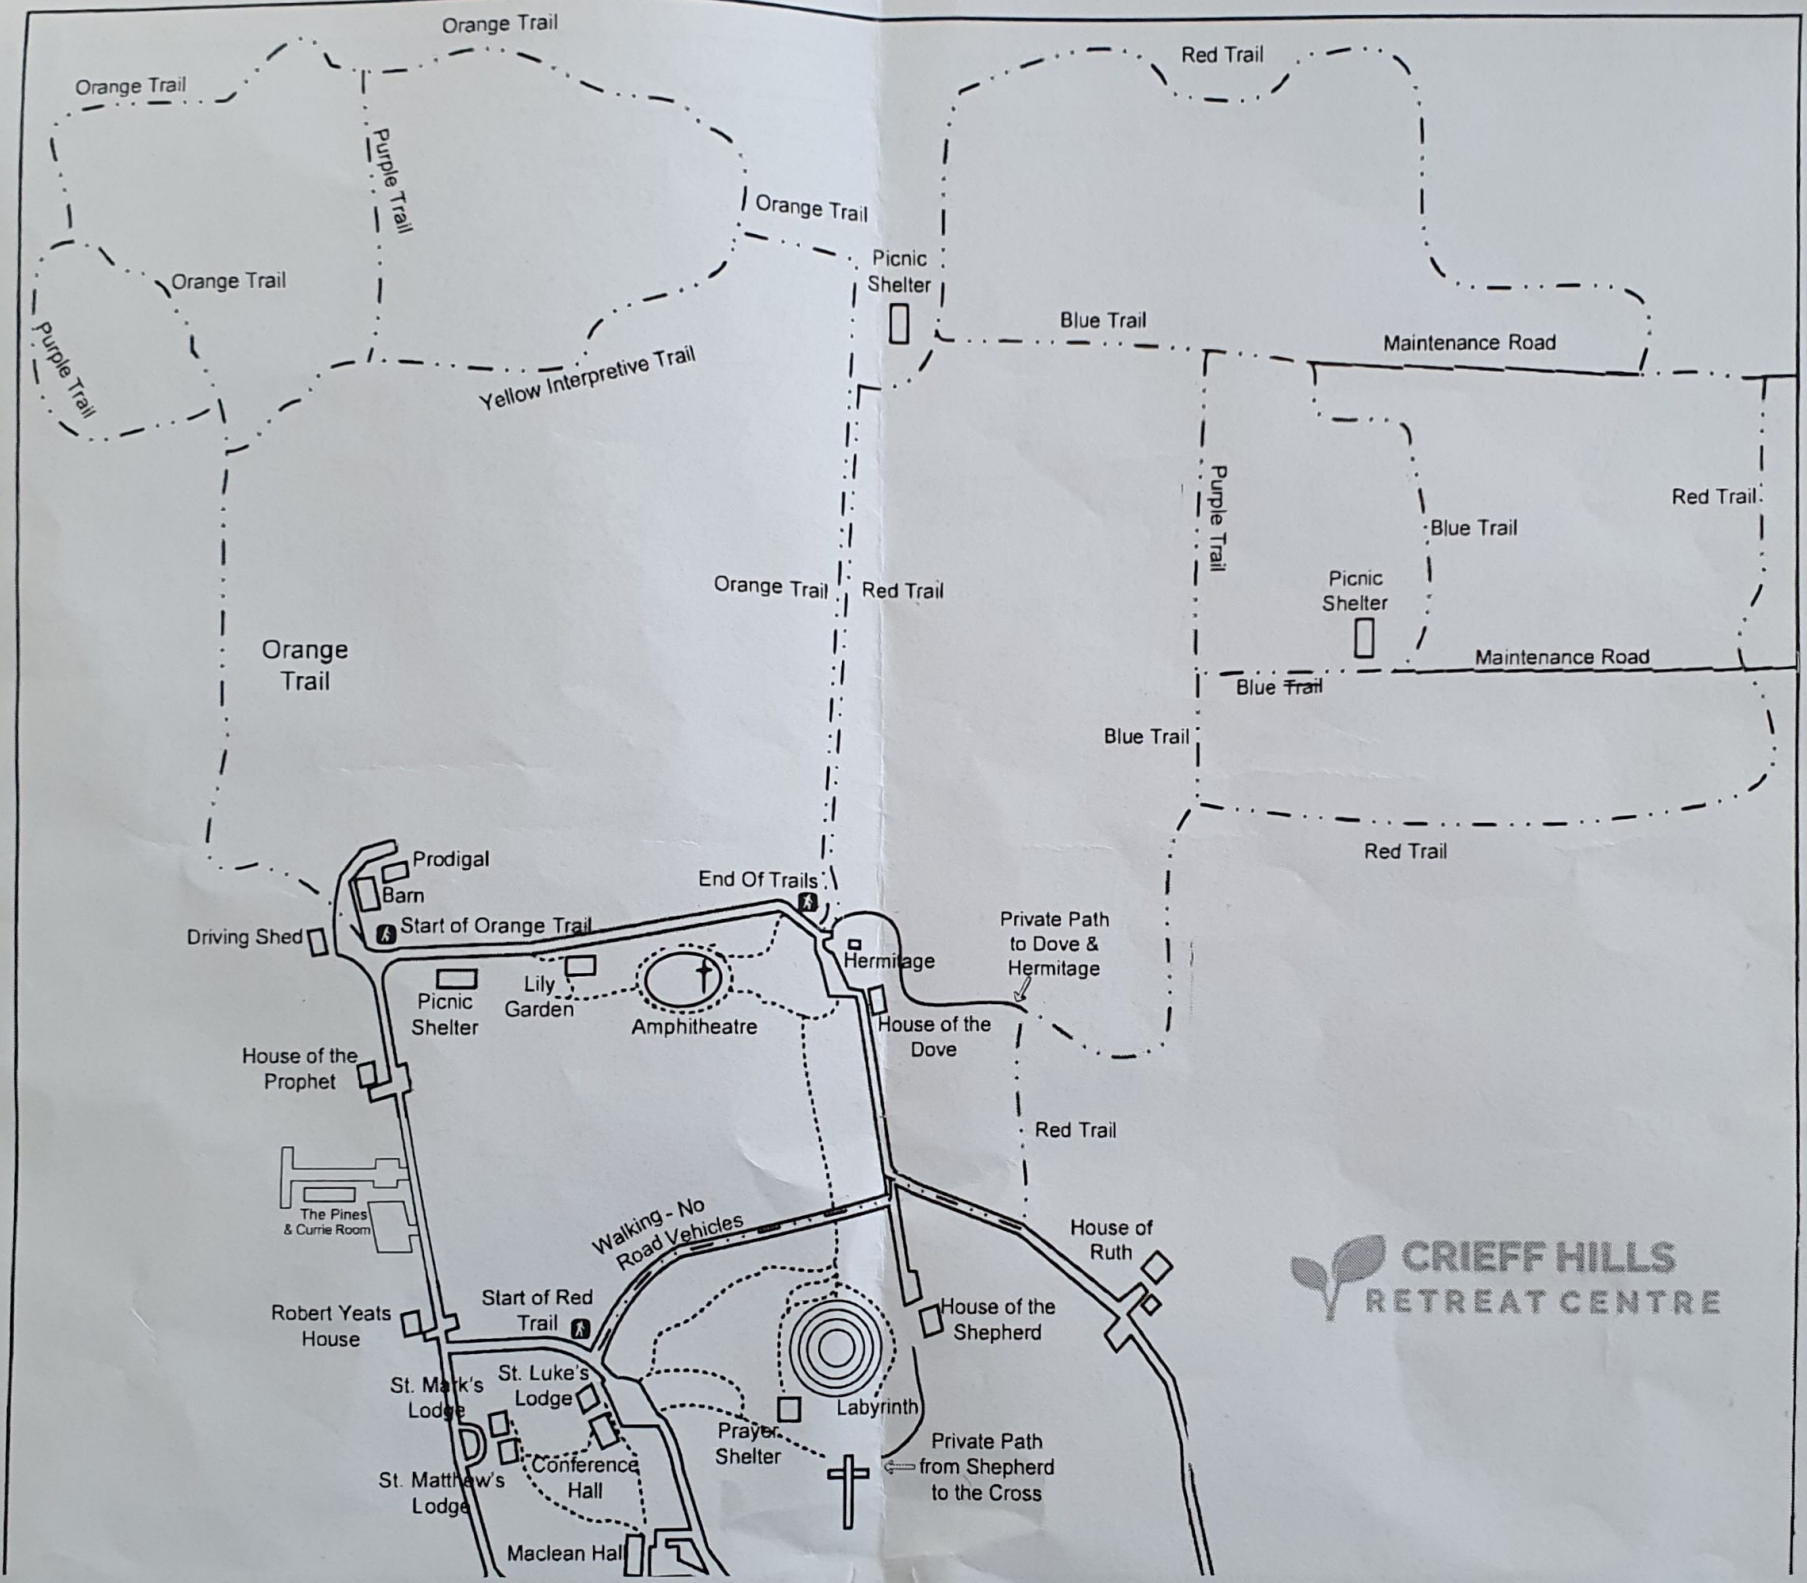 Orange Trail
Red Trail
Orange Trail
Purple Trail
Orange Trail
Picnic
Shelter
Orange Trail
Blue Trail
Maintenance Road
Purple Trail
Yellow Interpretive Trail
Purple Trail
Red Trail
Blue Trail
Orange Trail
Red Trail
Picnic
Shelter
Orange
Trail
Maintenance Road
Blue Trail
Blue Trail
Red Trail
Prodigal
Barn
End Of Trails
Start of Orange Trail
Driving Shed
Private Path
to Dove &
Hermitage
Hermitage
Picnic
Shelter
Lily
Garden
Amphitheatre
House of the
Dove
House of the
Prophet
Red Trail
The Pines
& Currie Room
Walking - No
Road Vehicles
House of
Ruth
CRIEFF HILLS
RETREAT CENTRE
Robert Yeats
House
Start of Red
Trail
House of the
Shepherd
St. Mark's
Lodge
St. Luke's
Lodge
Labyrinth
Prayer
Shelter
Private Path
from Shepherd
to the Cross
St. Matthew's
Lodge
Conference
Hall
Maclean Hall